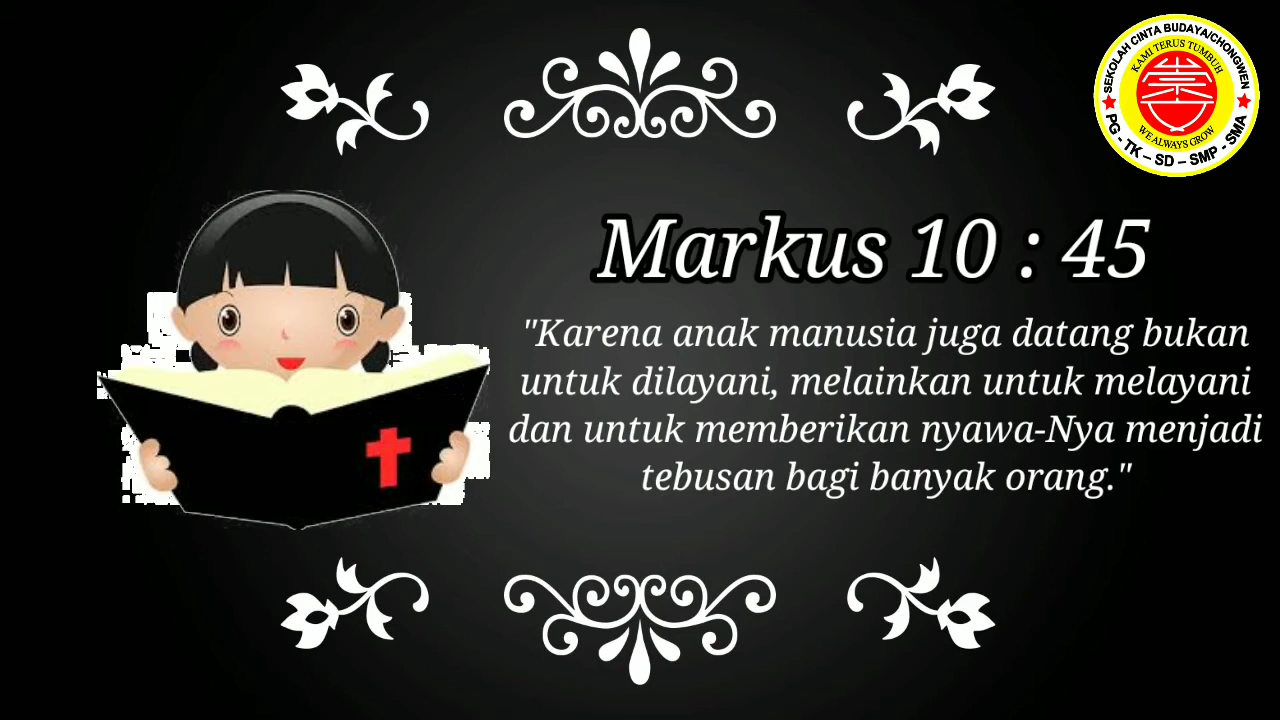 SEKOLAH CINTA BUDAYA/CHONGWEN
KAMI TERUS TUMBUH
WE ALWAYS GROW
PG - TK – SD – SMP - SMA
Markus 10 : 45
"Karena anak manusia juga datang bukan
untuk dilayani, melainkan untuk melayani
dan untuk memberikan nyawa-Nya menjadi
tebusan bagi banyak orang."